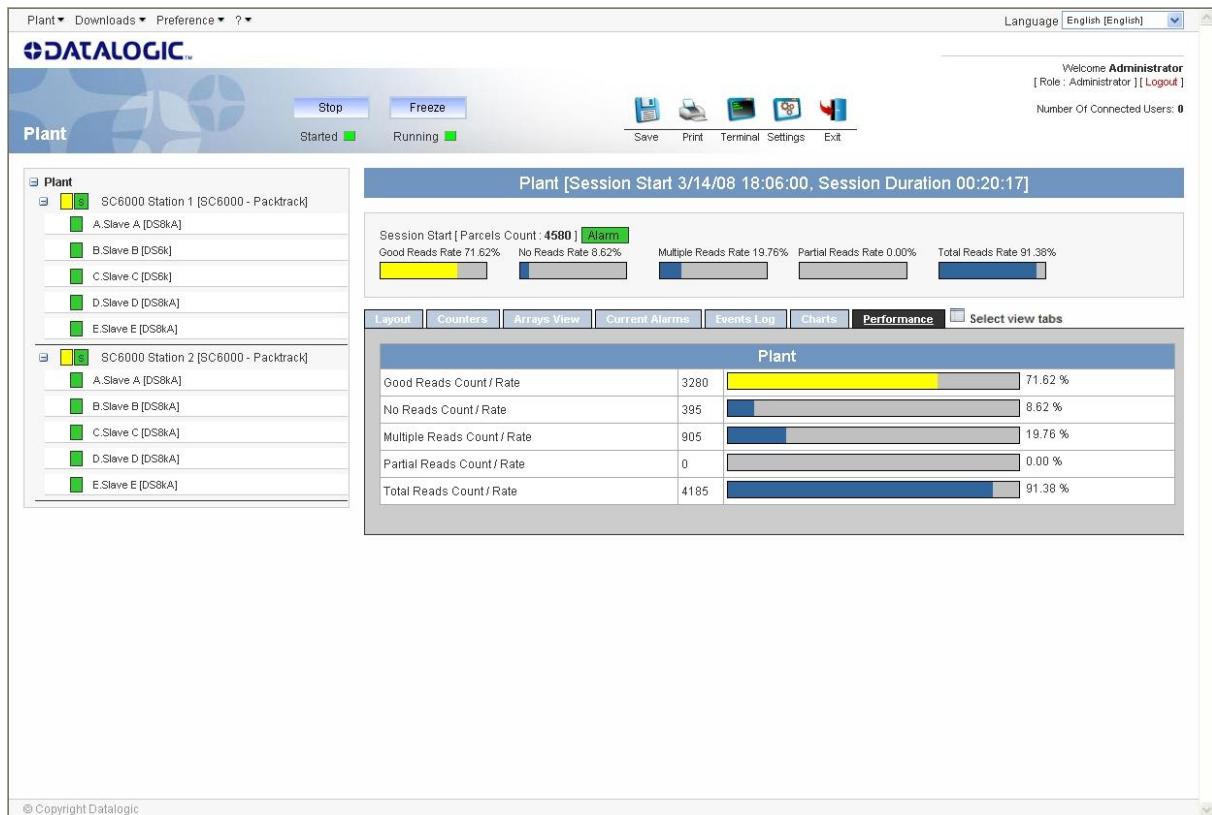 Plant Downloads Preference ?
Language English [English]
DATALOGIC™
Welcome Administrator
[ Role : Administrator ] [ Logout ]
Number Of Connected Users: 0
Stop Freeze
Plant
Started Running
Save Print Terminal Settings Exit
Plant
S SC6000 Station 1 [SC6000 - Packtrack]
A.Slave A [DS8kA]
B.Slave B [DS6k]
C.Slave C [DS6k]
D.Slave D [DS8kA]
E.Slave E [DS8kA]
S SC6000 Station 2 [SC6000 - Packtrack]
A.Slave A [DS8kA]
B.Slave B [DS8kA]
C.Slave C [DS8kA]
D.Slave D [DS8kA]
E.Slave E [DS8kA]
Plant [Session Start 3/14/08 18:06:00, Session Duration 00:20:17]
Session Start [ Parcels Count : 4580 ] Alarm
Good Reads Rate 71.62% No Reads Rate 8.62% Multiple Reads Rate 19.76% Partial Reads Rate 0.00% Total Reads Rate 91.38%
Layout Counters Arrays View Current Alarms Events Log Charts Performance Select view tabs
Plant
Good Reads Count / Rate 3280 71.62 %
No Reads Count / Rate 395 8.62 %
Multiple Reads Count / Rate 905 19.76 %
Partial Reads Count / Rate 0 0.00 %
Total Reads Count / Rate 4185 91.38 %
© Copyright Datalogic